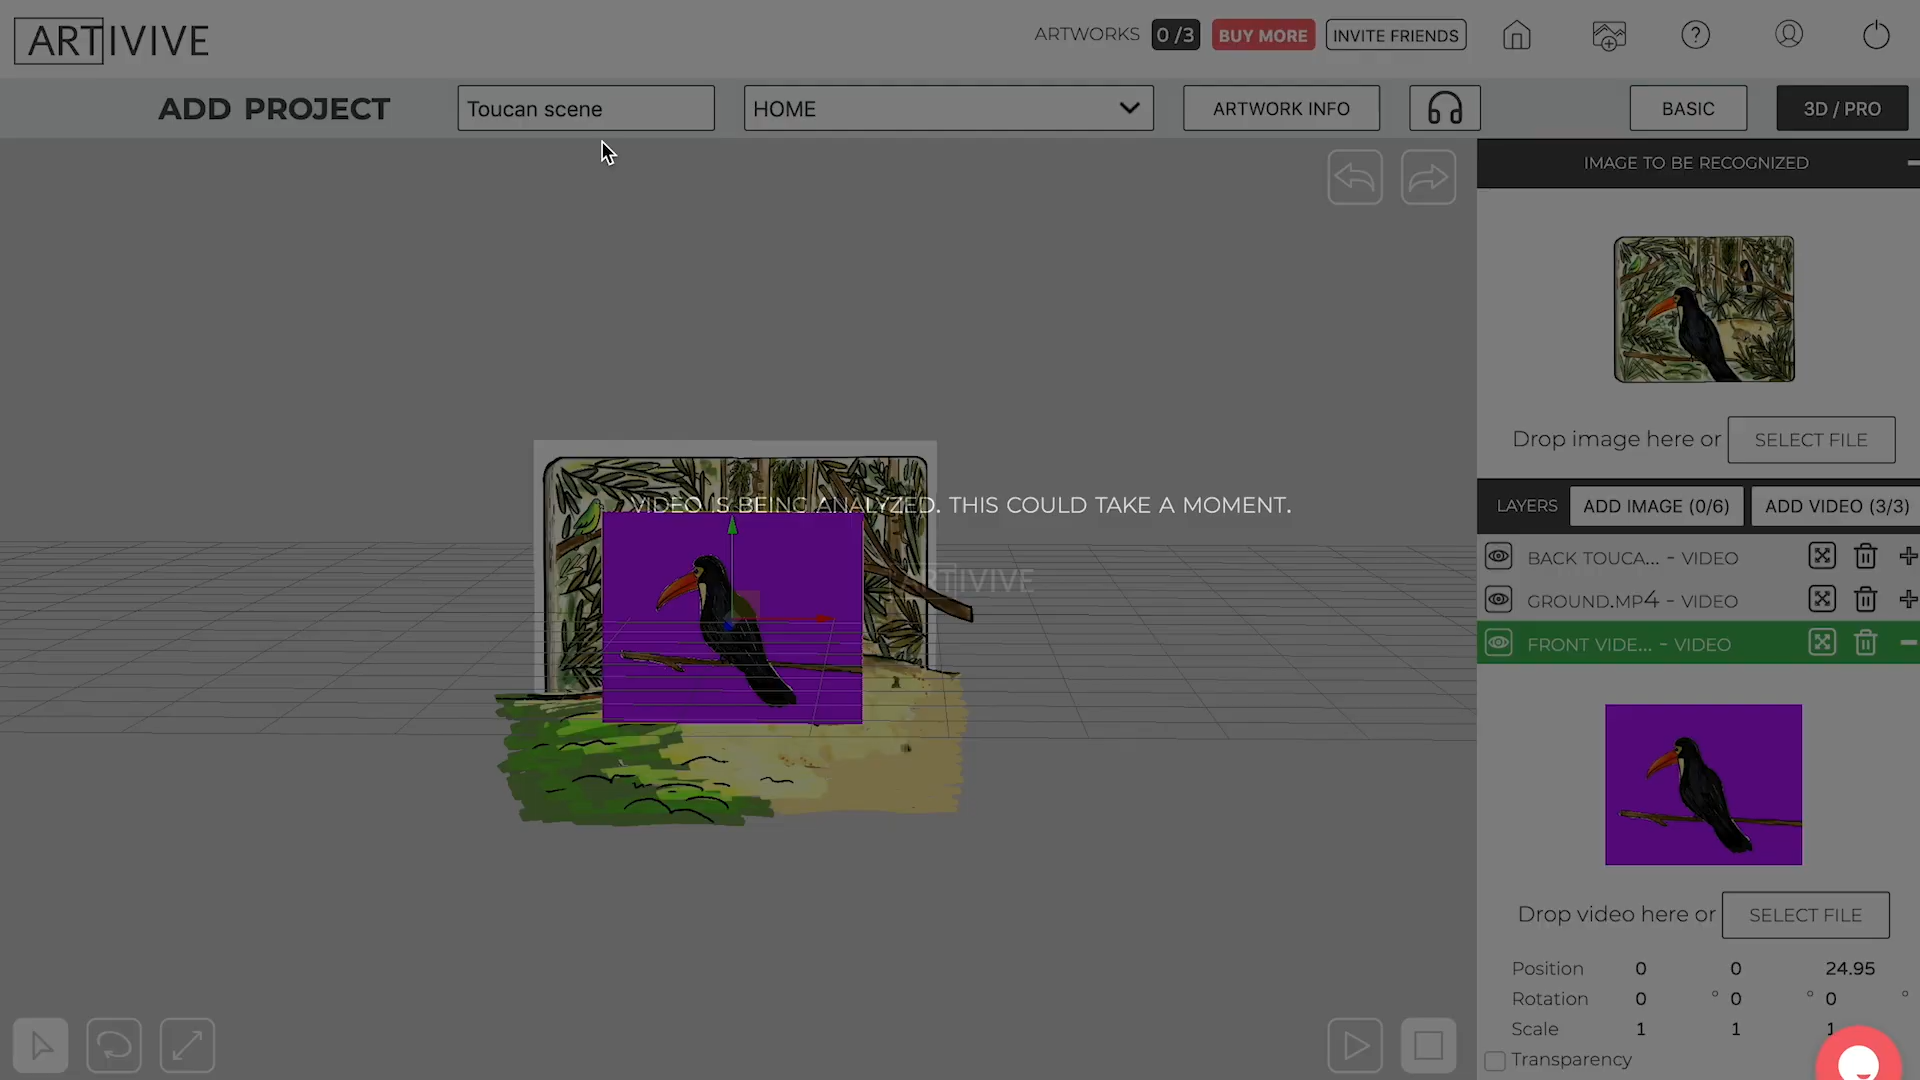 ARTIVIVE
ARTWORKS 0 /3 BUY MORE INVITE FRIENDS
ADD PROJECT Toucan scene HOME ARTWORK INFO BASIC 3D / PRO
IMAGE TO BE RECOGNIZED
Drop image here or SELECT FILE
LAYERS ADD IMAGE (0/6) ADD VIDEO (3/3)
VIDEO IS BEING ANALYZED. THIS COULD TAKE A MOMENT.
BACK TOUCA... - VIDEO
ARTIVIVE
GROUND.MP4 - VIDEO
FRONT VIDE... - VIDEO
Drop video here or SELECT FILE
Position 0 0 24.95
Rotation 0 ° 0 ° 0 °
Scale 1 1 1
Transparency